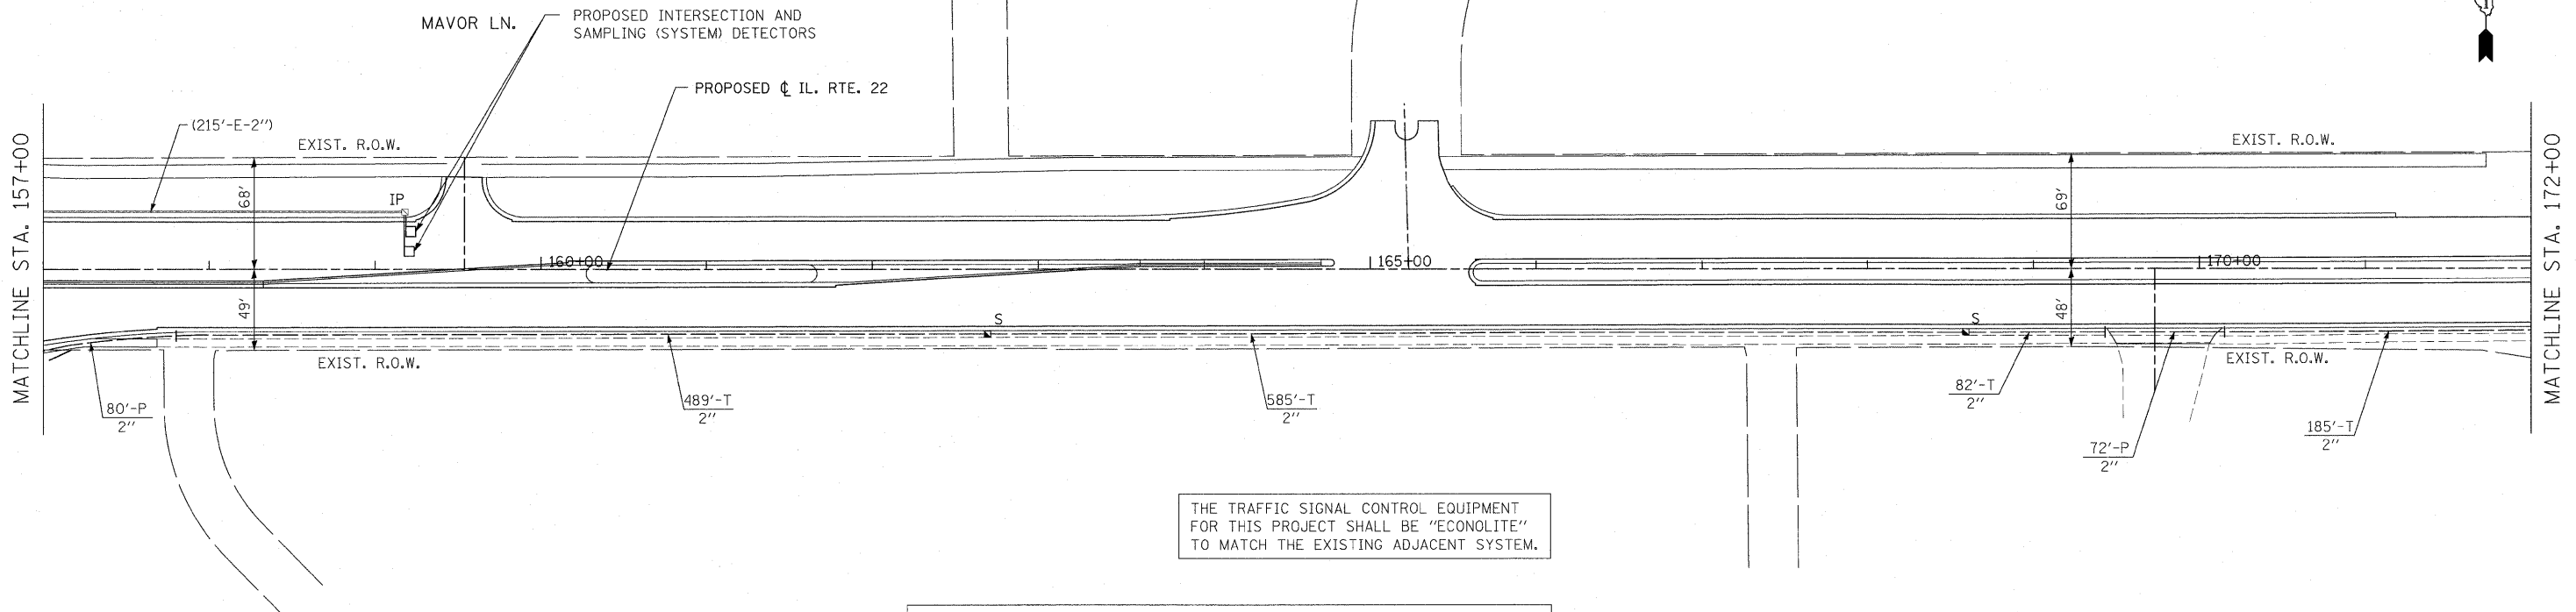 MAVOR LN.
PROPOSED INTERSECTION AND
SAMPLING (SYSTEM) DETECTORS
1
PROPOSED ℄ IL. RTE. 22
(215'-E-2")
EXIST. R.O.W.
EXIST. R.O.W.
MATCHLINE STA. 157+00
MATCHLINE STA. 172+00
68'
IP
69'
160+00
165+00
170+00
49'
48'
S
S
EXIST. R.O.W.
EXIST. R.O.W.
80'-P
2"
489'-T
2"
585'-T
2"
82'-T
2"
72'-P
2"
185'-T
2"
THE TRAFFIC SIGNAL CONTROL EQUIPMENT
FOR THIS PROJECT SHALL BE "ECONOLITE"
TO MATCH THE EXISTING ADJACENT SYSTEM.